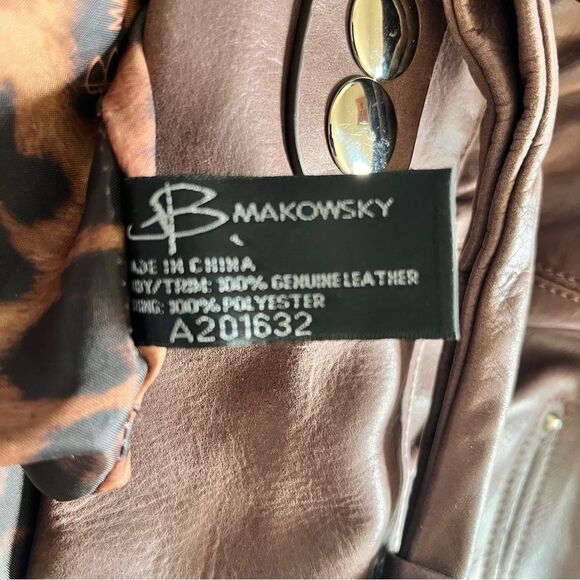 B MAKOWSKY
ADE IN CHINA
DY/TRIM: 100% GENUINE LEATHER
ING: 100% POLYESTER
A201632